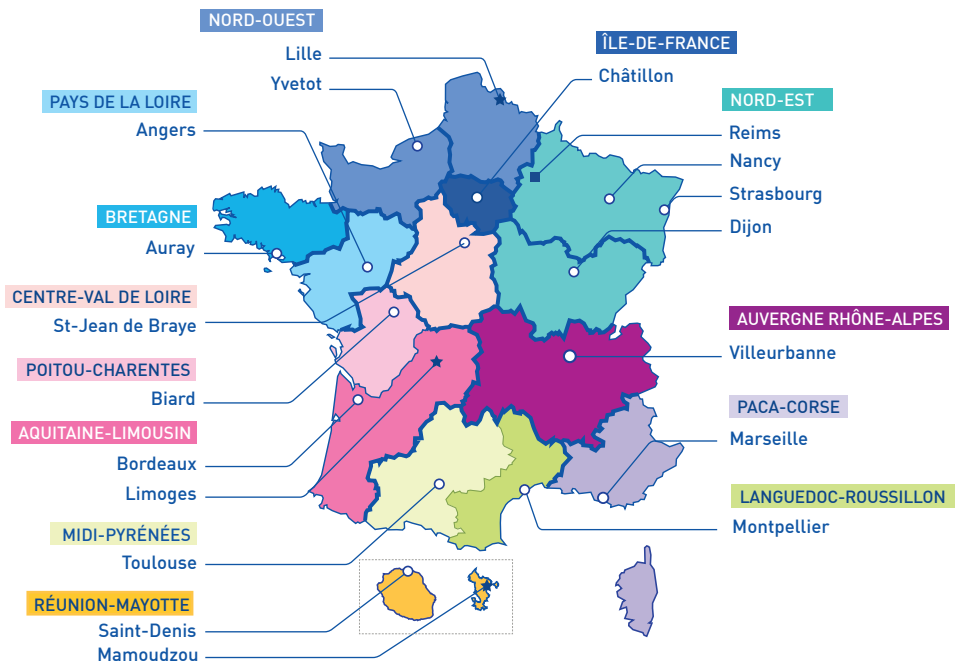 NORD-OUEST
Lille
Yvetot
PAYS DE LA LOIRE
Angers
BRETAGNE
Auray
CENTRE-VAL DE LOIRE
St-Jean de Braye
POITOU-CHARENTES
Biard
AQUITAINE-LIMOUSIN
Bordeaux
Limoges
MIDI-PYRÉNÉES
Toulouse
RÉUNION-MAYOTTE
Saint-Denis
Mamoudzou
ÎLE-DE-FRANCE
Châtillon
NORD-EST
Reims
Nancy
Strasbourg
Dijon
AUVERGNE RHÔNE-ALPES
Villeurbanne
PACA-CORSE
Marseille
LANGUEDOC-ROUSSILLON
Montpellier